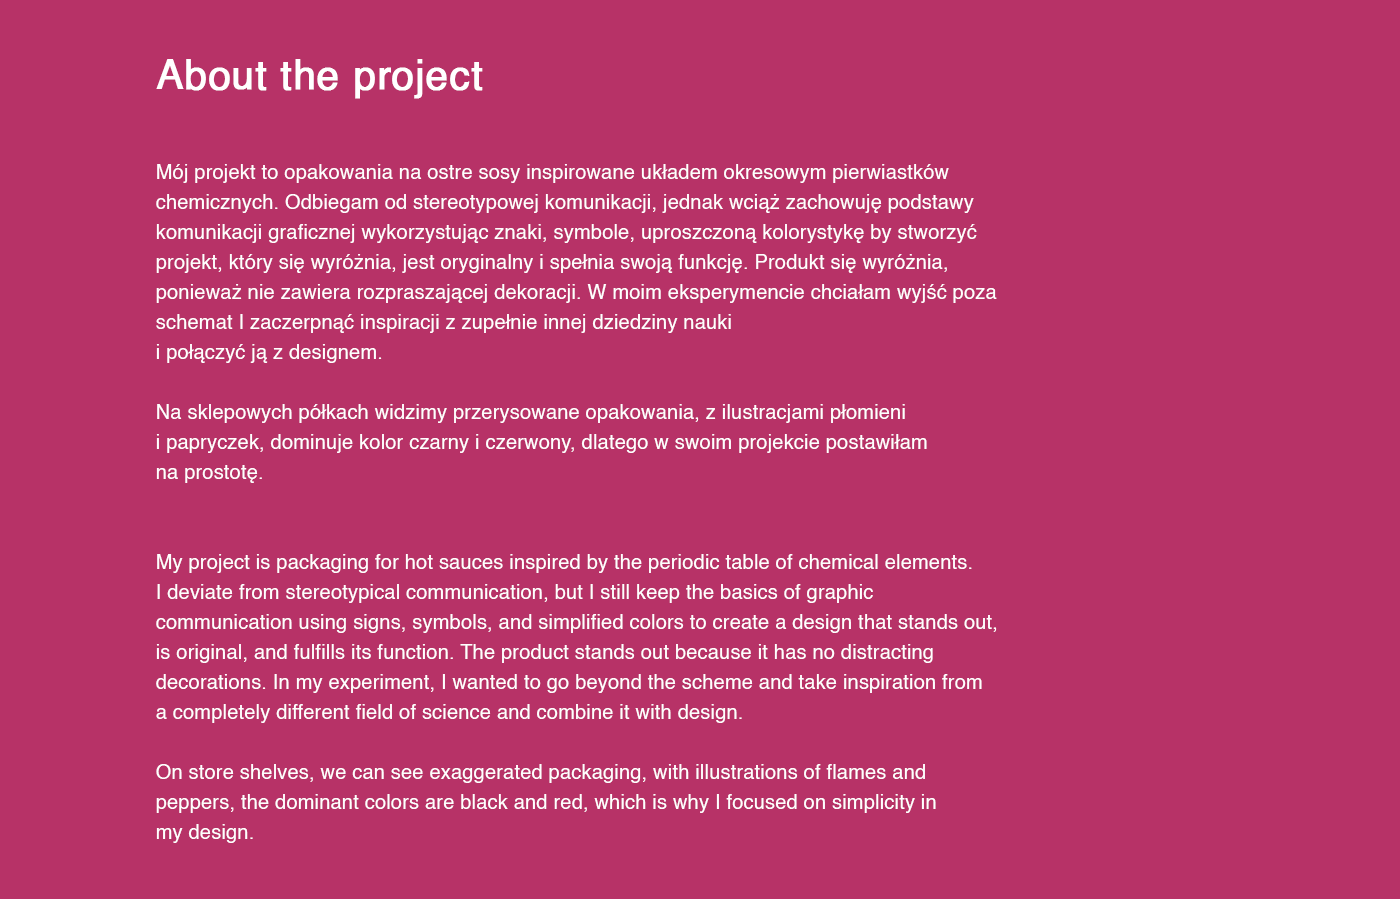 About the project
Mój projekt to opakowania na ostre sosy inspirowane układem okresowym pierwiastków
chemicznych. Odbiegam od stereotypowej komunikacji, jednak wciąż zachowuję podstawy
komunikacji graficznej wykorzystując znaki, symbole, uproszczoną kolorystykę by stworzyć
projekt, który się wyróżnia, jest oryginalny i spełnia swoją funkcję. Produkt się wyróżnia,
ponieważ nie zawiera rozpraszającej dekoracji. W moim eksperymencie chciałam wyjść poza
schemat I zaczerpnąć inspiracji z zupełnie innej dziedziny nauki
i połączyć ją z designem.
Na sklepowych półkach widzimy przerysowane opakowania, z ilustracjami płomieni
i papryczek, dominuje kolor czarny i czerwony, dlatego w swoim projekcie postawiłam
na prostotę.
My project is packaging for hot sauces inspired by the periodic table of chemical elements.
I deviate from stereotypical communication, but I still keep the basics of graphic
communication using signs, symbols, and simplified colors to create a design that stands out,
is original, and fulfills its function. The product stands out because it has no distracting
decorations. In my experiment, I wanted to go beyond the scheme and take inspiration from
a completely different field of science and combine it with design.
On store shelves, we can see exaggerated packaging, with illustrations of flames and
peppers, the dominant colors are black and red, which is why I focused on simplicity in
my design.